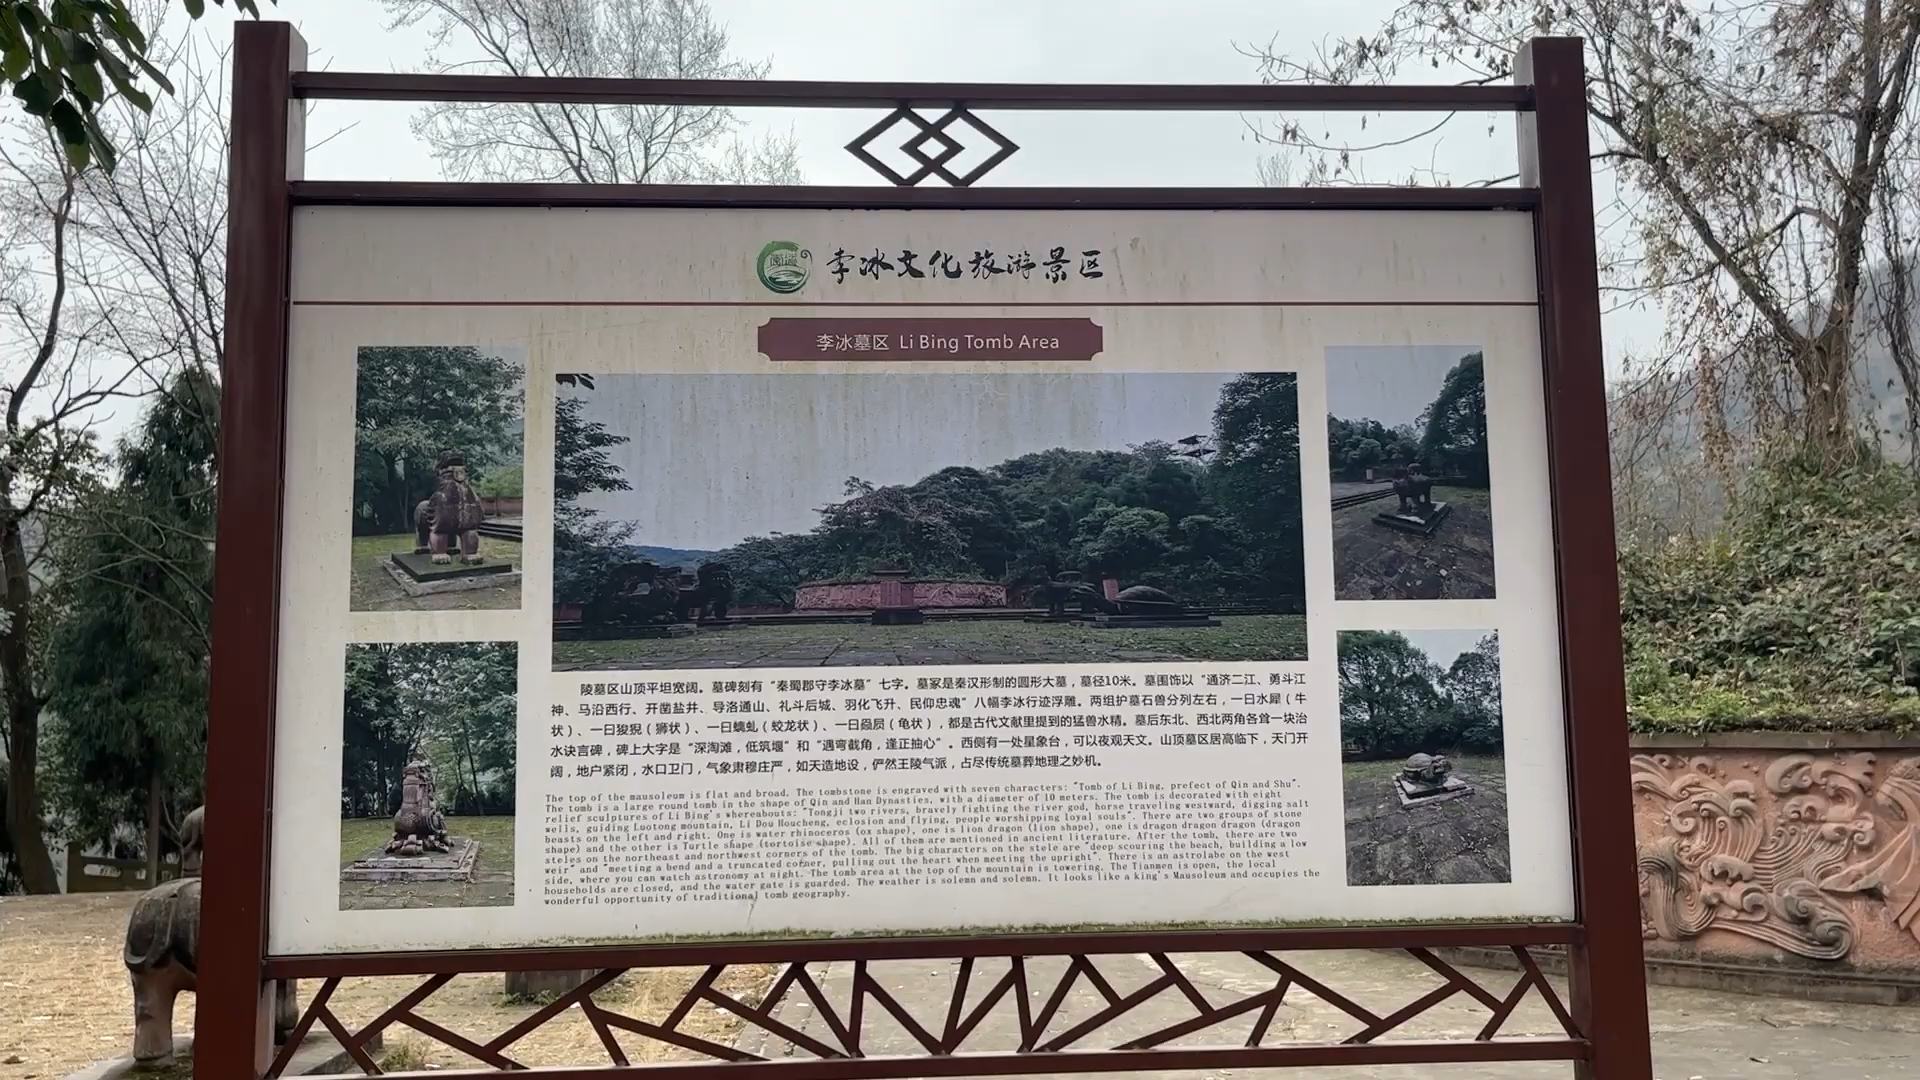 李冰文化旅游景区
李冰墓区 Li Bing Tomb Area
陵墓区山顶平坦宽阔。墓碑刻有“秦蜀郡守李冰墓”七字。墓冢是秦汉形制的圆形大墓，墓径10米。墓围饰以“通济二江、勇斗江
神、马沿西行、开凿盐井、导洛通山、礼斗后城、羽化飞升、民仰忠魂”八幅李冰行迹浮雕。两组护墓石兽分列左右，一曰水犀（牛
状）、一曰狻猊（狮状）、一曰螭虬（蛟龙状）、一曰赑屃（龟状），都是古代文献里提到的猛兽水精。墓后东北、西北两角各耸一块治
水诀言碑，碑上大字是“深淘滩，低筑堰”和“遇弯截角，逢正抽心”。西侧有一处星象台，可以夜观天文。山顶墓区居高临下，天门开
阔，地户紧闭，水口卫门，气象肃穆庄严，如天造地设，俨然王陵气派，占尽传统墓葬地理之妙机。
The top of the mausoleum is flat and broad. The tombstone is engraved with seven characters: "Tomb of Li Bing, prefect of Qin and Shu".
The tomb is a large round tomb in the shape of Qin and Han Dynasties, with a diameter of 10 meters. The tomb is decorated with eight
relief sculptures of Li Bing's whereabouts: "Tongji two rivers, bravely fighting the river god, horse traveling westward, digging salt
wells, guiding Luotong mountain, Li Dou Houcheng, eclosion and flying, people worshipping loyal souls". There are two groups of stone
beasts on the left and right. One is water rhinoceros (ox shape), one is lion dragon (lion shape), one is dragon dragon dragon (dragon
shape) and the other is Turtle shape (tortoise shape). All of them are mentioned in ancient literature. After the tomb, there are two
steles on the northeast and northwest corners of the tomb. The big characters on the stele are "deep scouring the beach, building a low
weir" and "meeting a bend and a truncated corner, pulling out the heart when meeting the upright". There is an astrolabe on the west
side, where you can watch astronomy at night. The tomb area at the top of the mountain is towering. The Tianmen is open, the local
households are closed, and the water gate is guarded. The weather is solemn and solemn. It looks like a king's Mausoleum and occupies the
wonderful opportunity of traditional tomb geography.